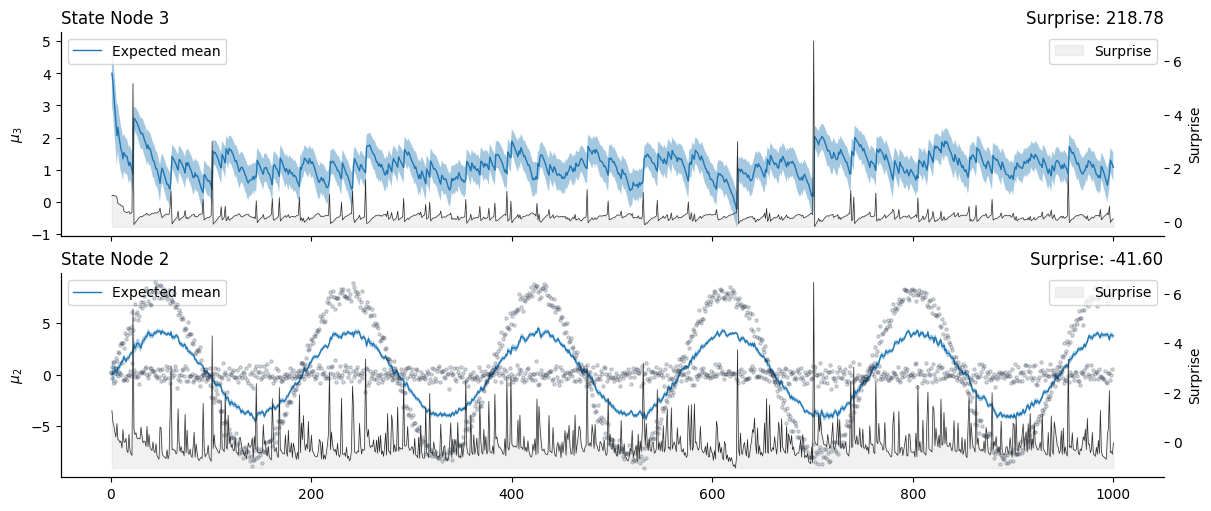 State Node 3
Surprise: 218.78
Expected mean
Surprise
μ3
Surprise
5
4
3
2
1
0
−1
6
4
2
0
State Node 2
Surprise: -41.60
Expected mean
Surprise
μ2
Surprise
5
0
−5
6
4
2
0
0 200 400 600 800 1000